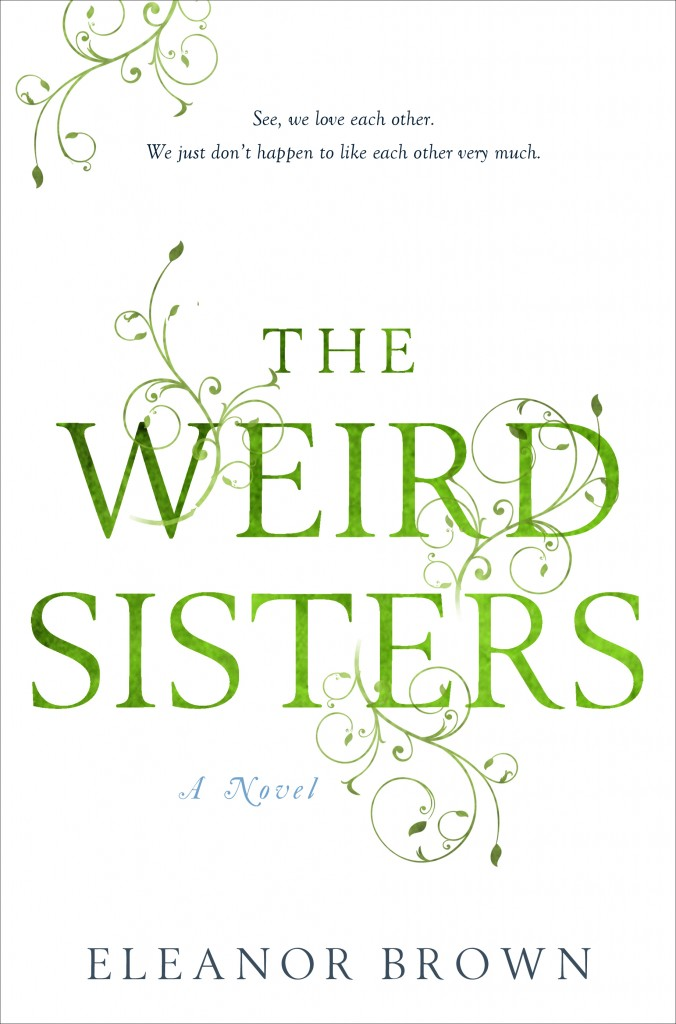 See, we love each other.
We just don't happen to like each other very much.
THE
WEIRD
SISTERS
A Novel
ELEANOR BROWN